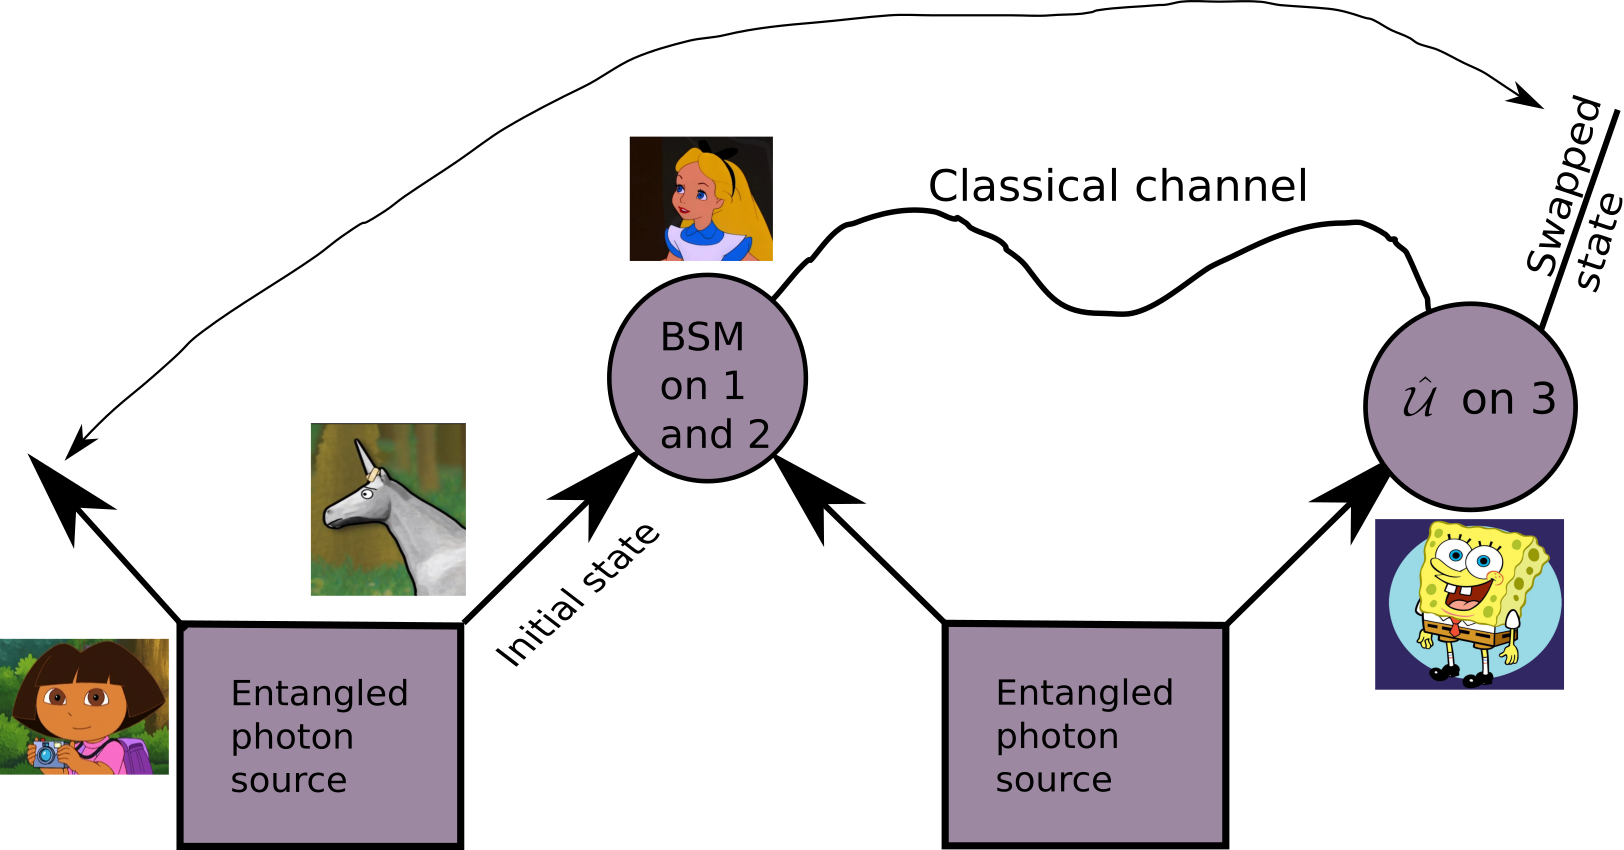 Classical channel
Swapped
state
BSM
on 1
and 2
Û on 3
Initial state
Entangled
photon
source
Entangled
photon
source